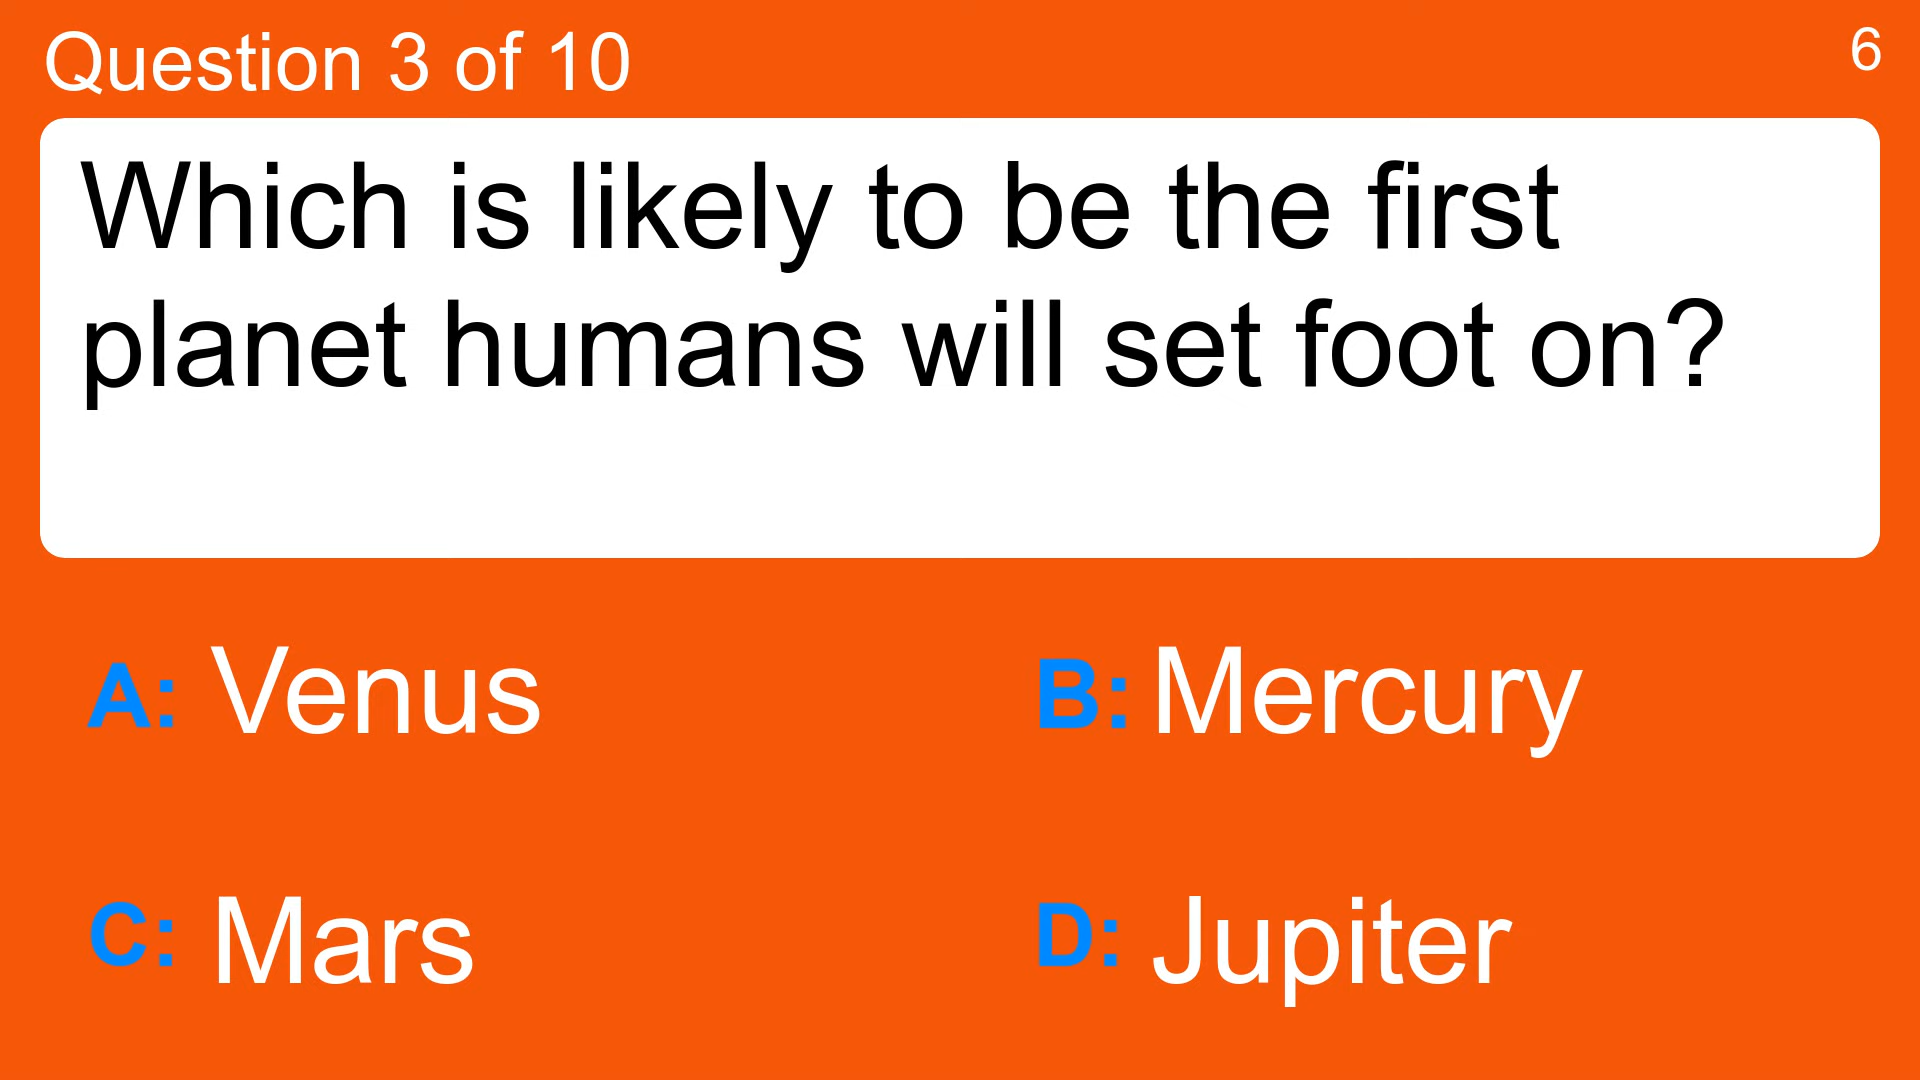 Question 3 of 10
6
Which is likely to be the first
planet humans will set foot on?
A: Venus
B: Mercury
C: Mars
D: Jupiter